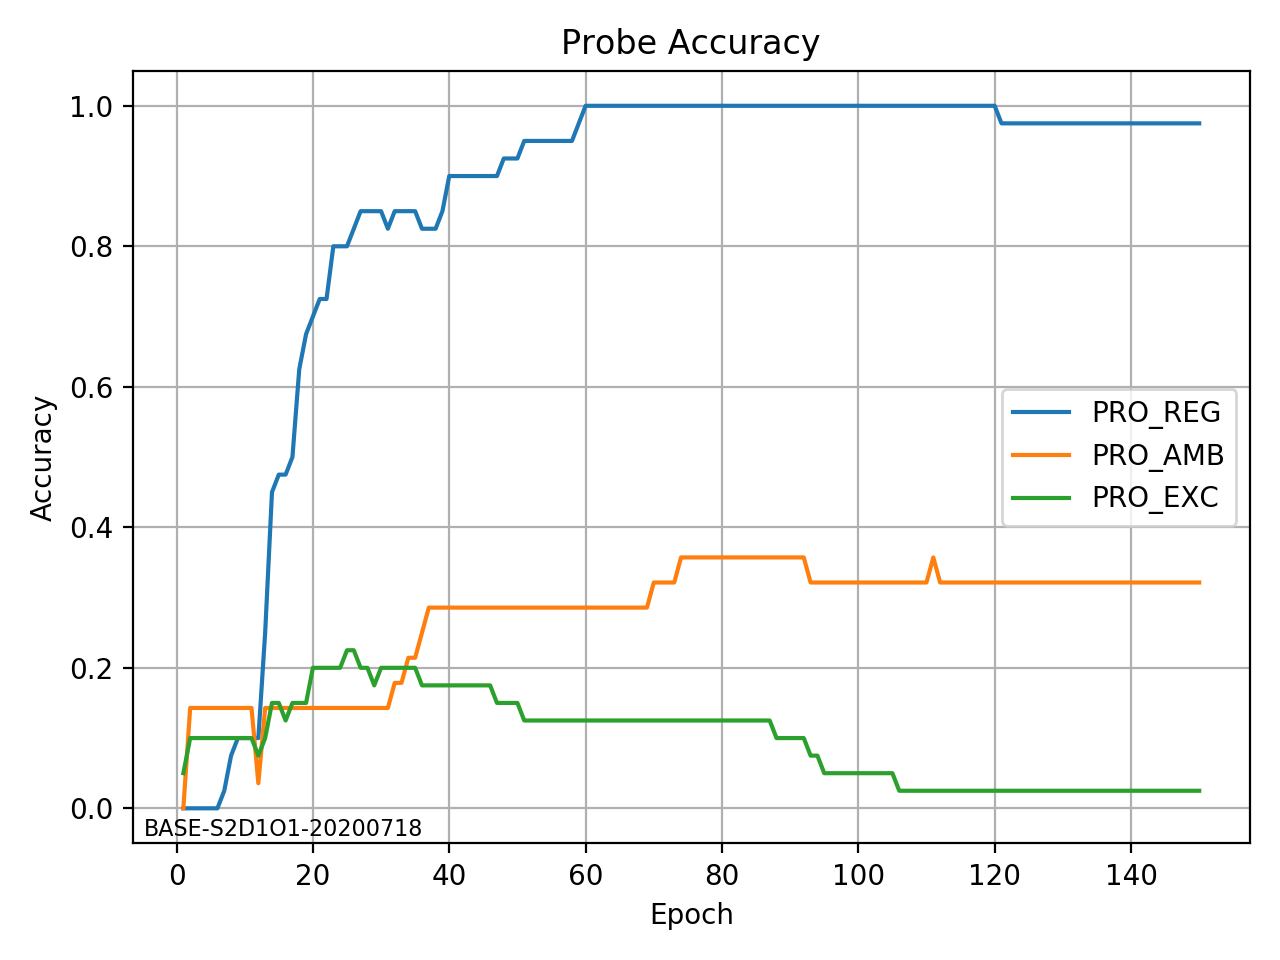 Probe Accuracy
1.0
0.8
0.6
0.4
0.2
0.0
Accuracy
PRO_REG
PRO_AMB
PRO_EXC
BASE-S2D1O1-20200718
0 20 40 60 80 100 120 140
Epoch